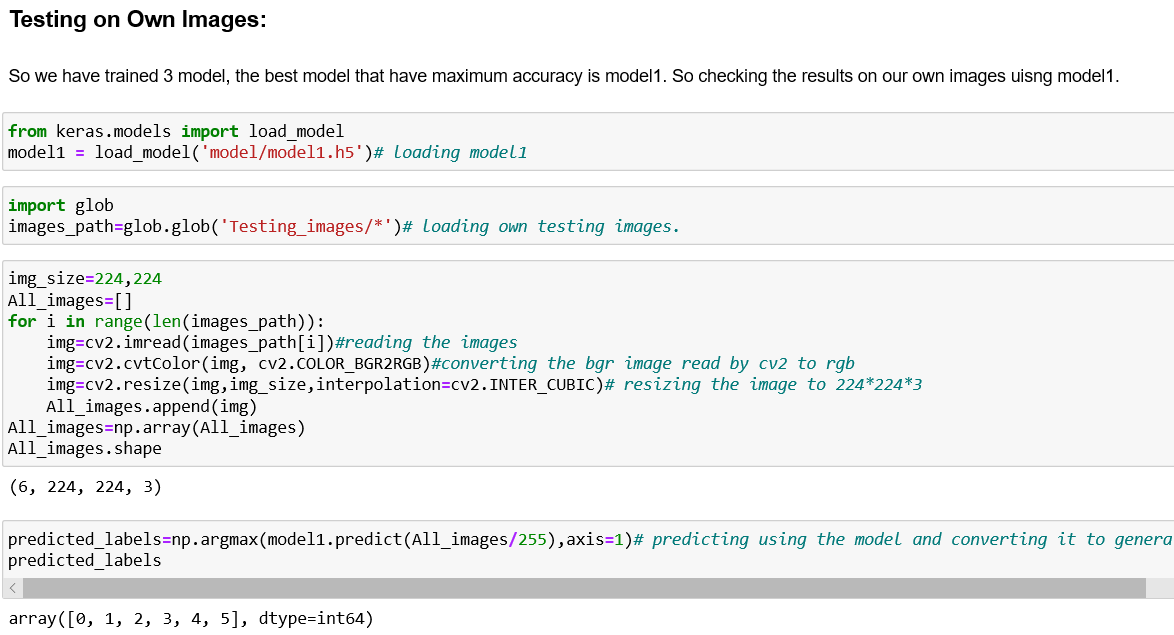 Testing on Own Images:
So we have trained 3 model, the best model that have maximum accuracy is model1. So checking the results on our own images uisng model1.
from keras.models import load_model
model1 = load_model('model/model1.h5')# loading model1
import glob
images_path=glob.glob('Testing_images/*')# loading own testing images.
img_size=224,224
All_images=[]
for i in range(len(images_path)):
    img=cv2.imread(images_path[i])#reading the images
    img=cv2.cvtColor(img, cv2.COLOR_BGR2RGB)#converting the bgr image read by cv2 to rgb
    img=cv2.resize(img,img_size,interpolation=cv2.INTER_CUBIC)# resizing the image to 224*224*3
    All_images.append(img)
All_images=np.array(All_images)
All_images.shape
(6, 224, 224, 3)
predicted_labels=np.argmax(model1.predict(All_images/255),axis=1)# predicting using the model and converting it to genera
predicted_labels
array([0, 1, 2, 3, 4, 5], dtype=int64)